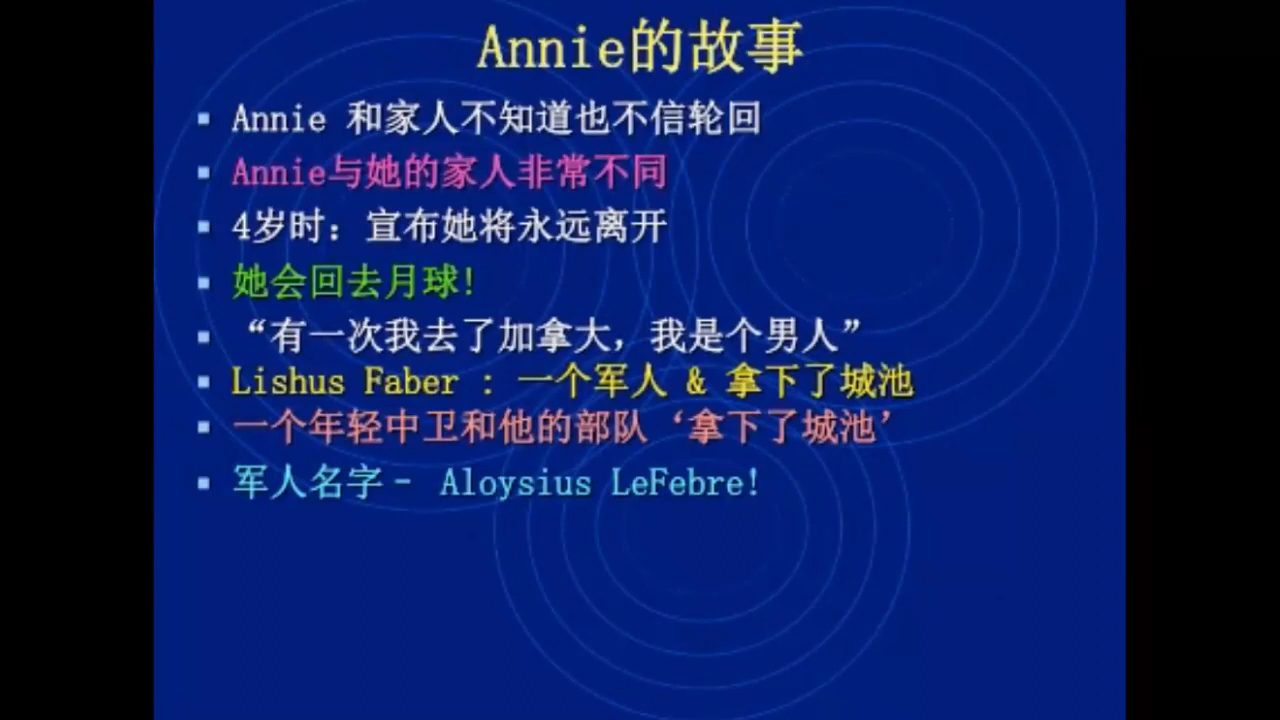 Annie的故事
Annie 和家人不知道也不信轮回
Annie与她的家人非常不同
4岁时：宣布她将永远离开
她会回去月球!
“有一次我去了加拿大，我是个男人”
Lishus Faber : 一个军人 & 拿下了城池
一个年轻中卫和他的部队‘拿下了城池’
军人名字– Aloysius LeFebre!